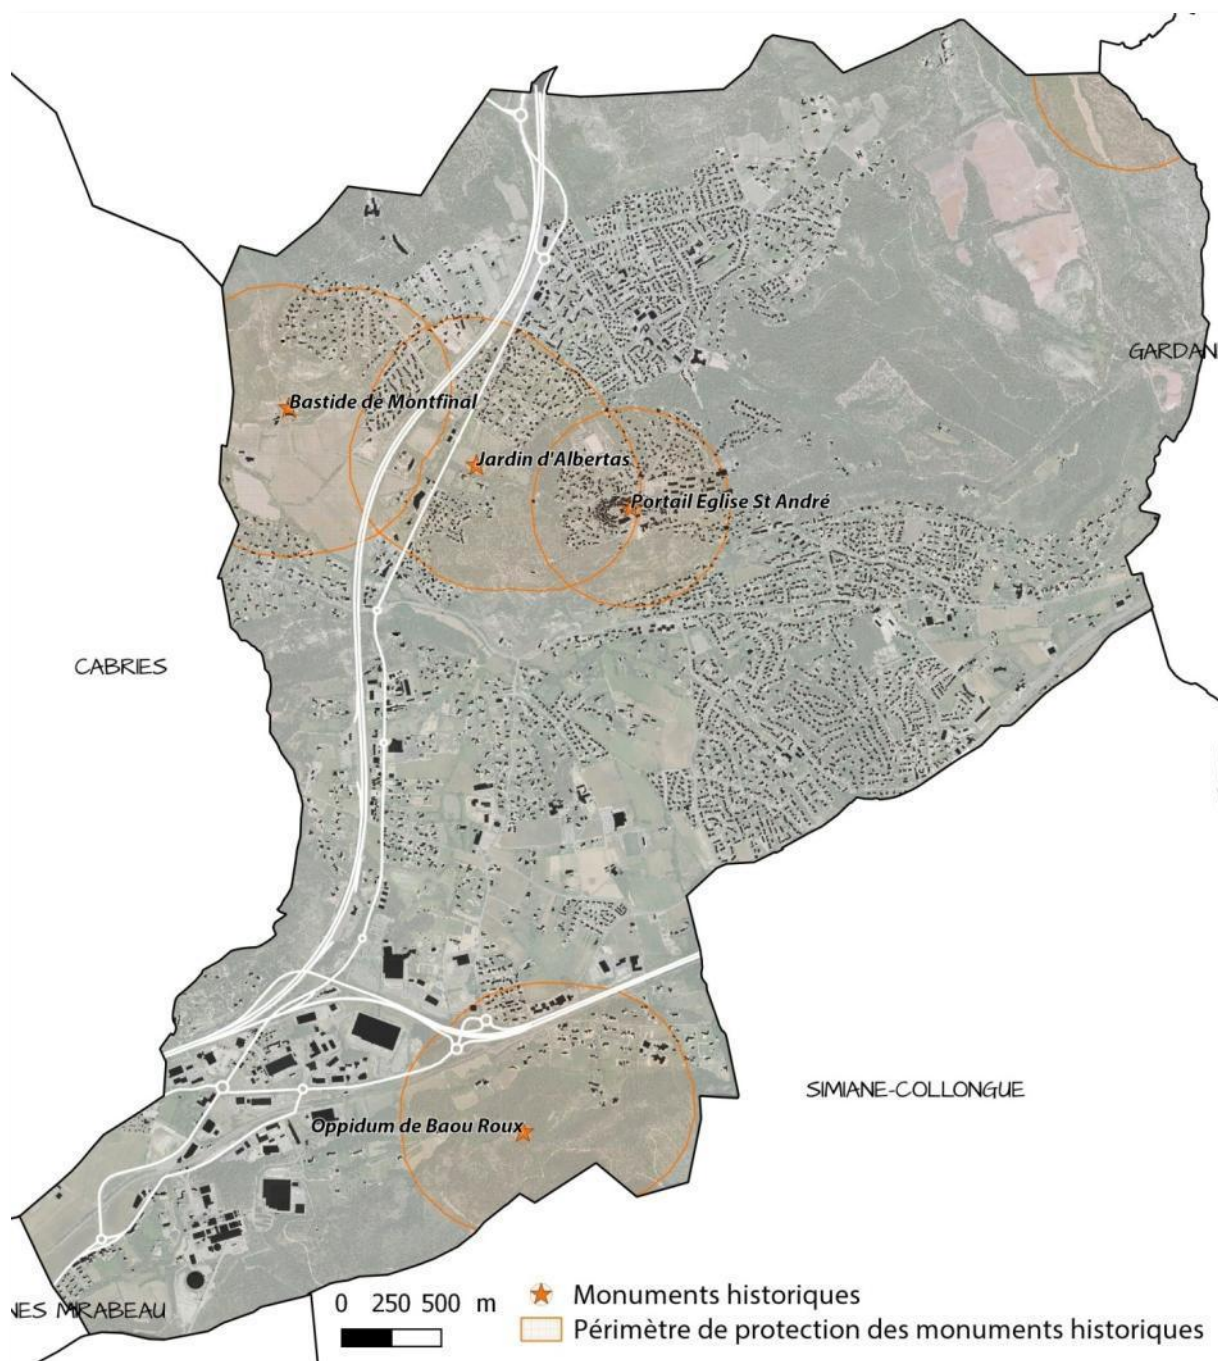 GARDAN
Bastide de Montfinal
Jardin d'Albertas
Portail Eglise St André
CABRIES
SIMIANE-COLLONGUE
Oppidum de Baou Roux
NES MIRABEAU
0 250 500 m
Monuments historiques
Périmètre de protection des monuments historiques